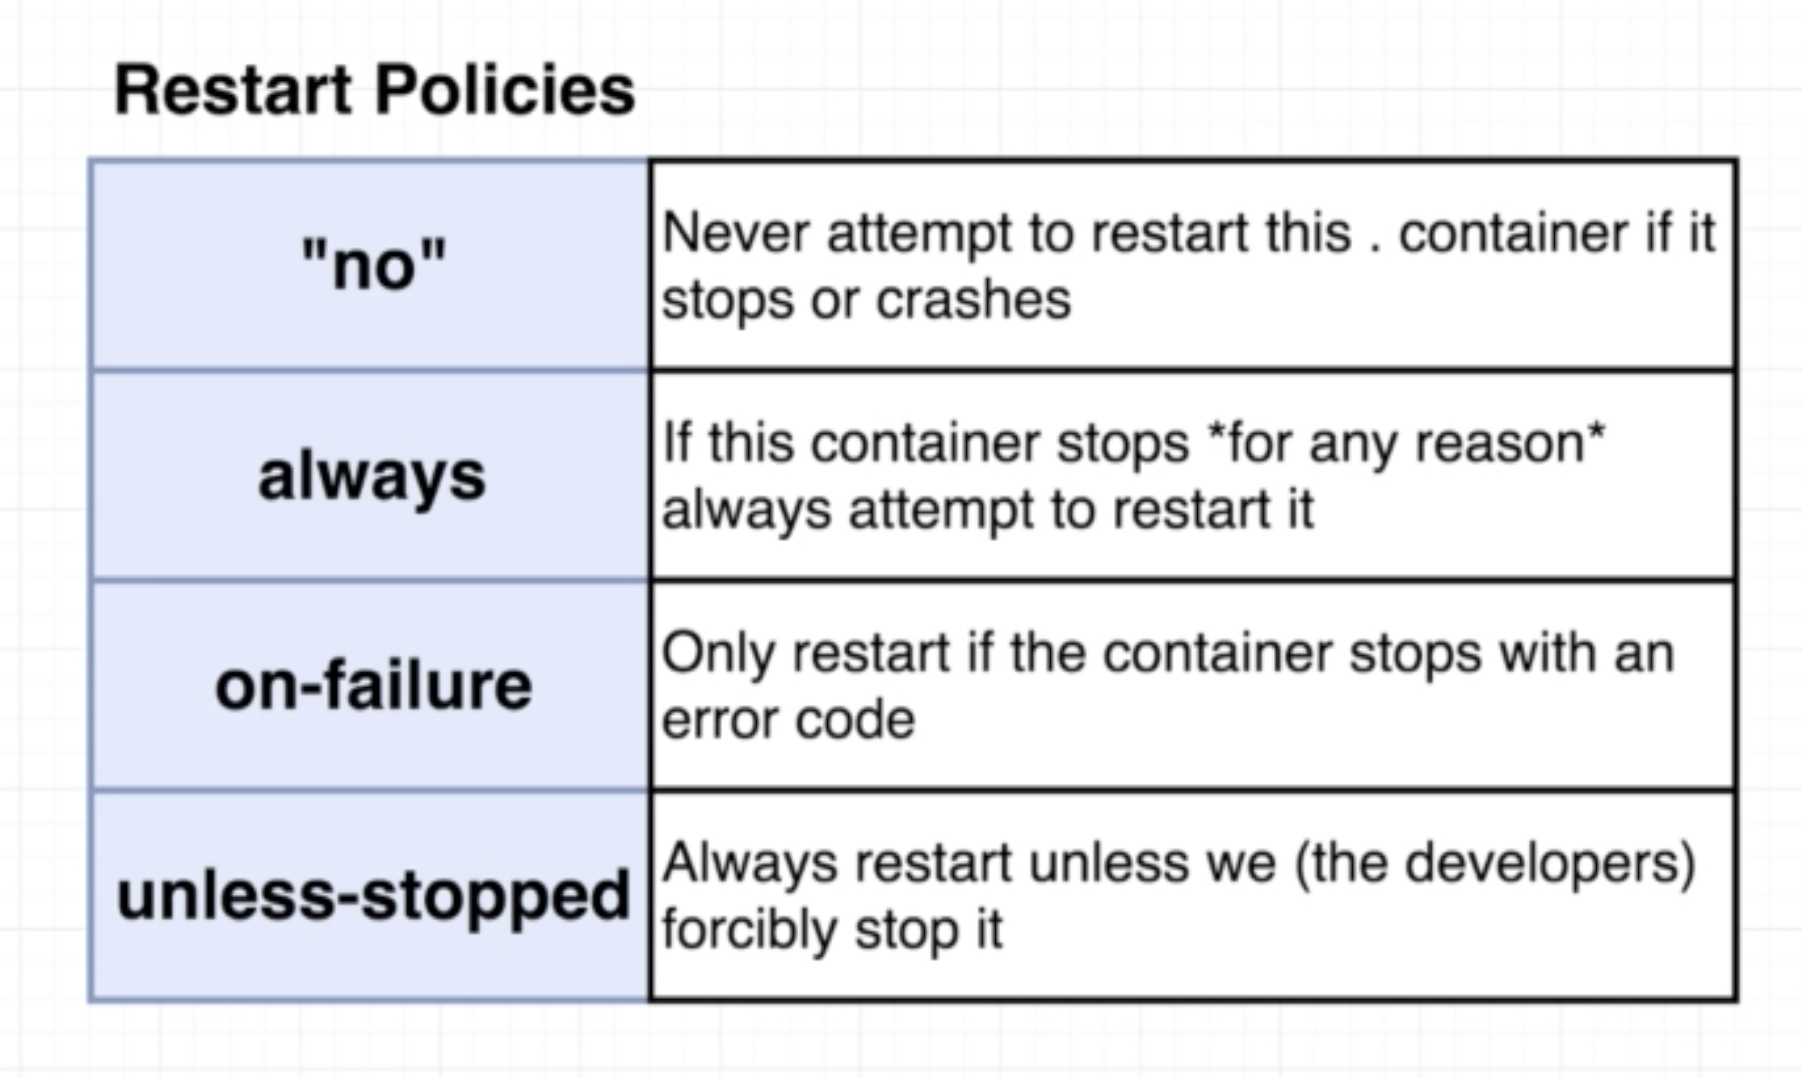 Restart Policies
"no"
Never attempt to restart this . container if it
stops or crashes
always
If this container stops *for any reason*
always attempt to restart it
on-failure
Only restart if the container stops with an
error code
unless-stopped
Always restart unless we (the developers)
forcibly stop it